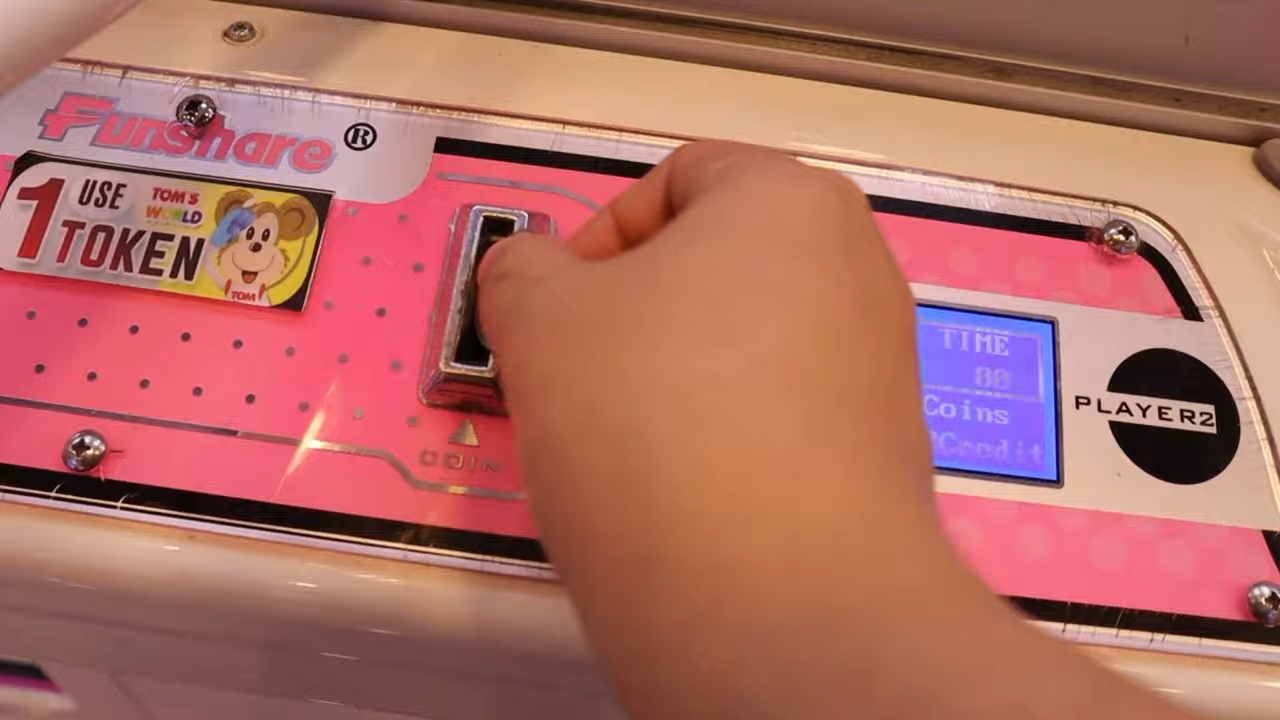 Funshare®
1 USE
TOKEN
TOM'S
WORLD
TOM
COIN
TIME
00
Coins
Credit
PLAYER2